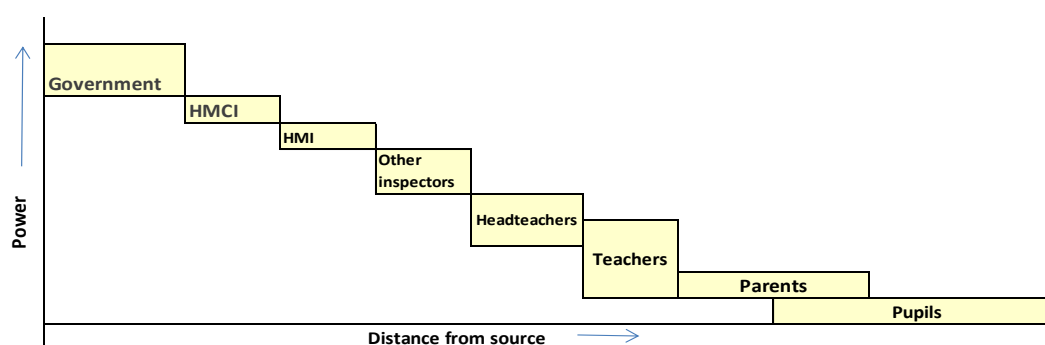 Government
HMCI
HMI
Other
inspectors
Headteachers
Teachers
Parents
Pupils
Power
Distance from source